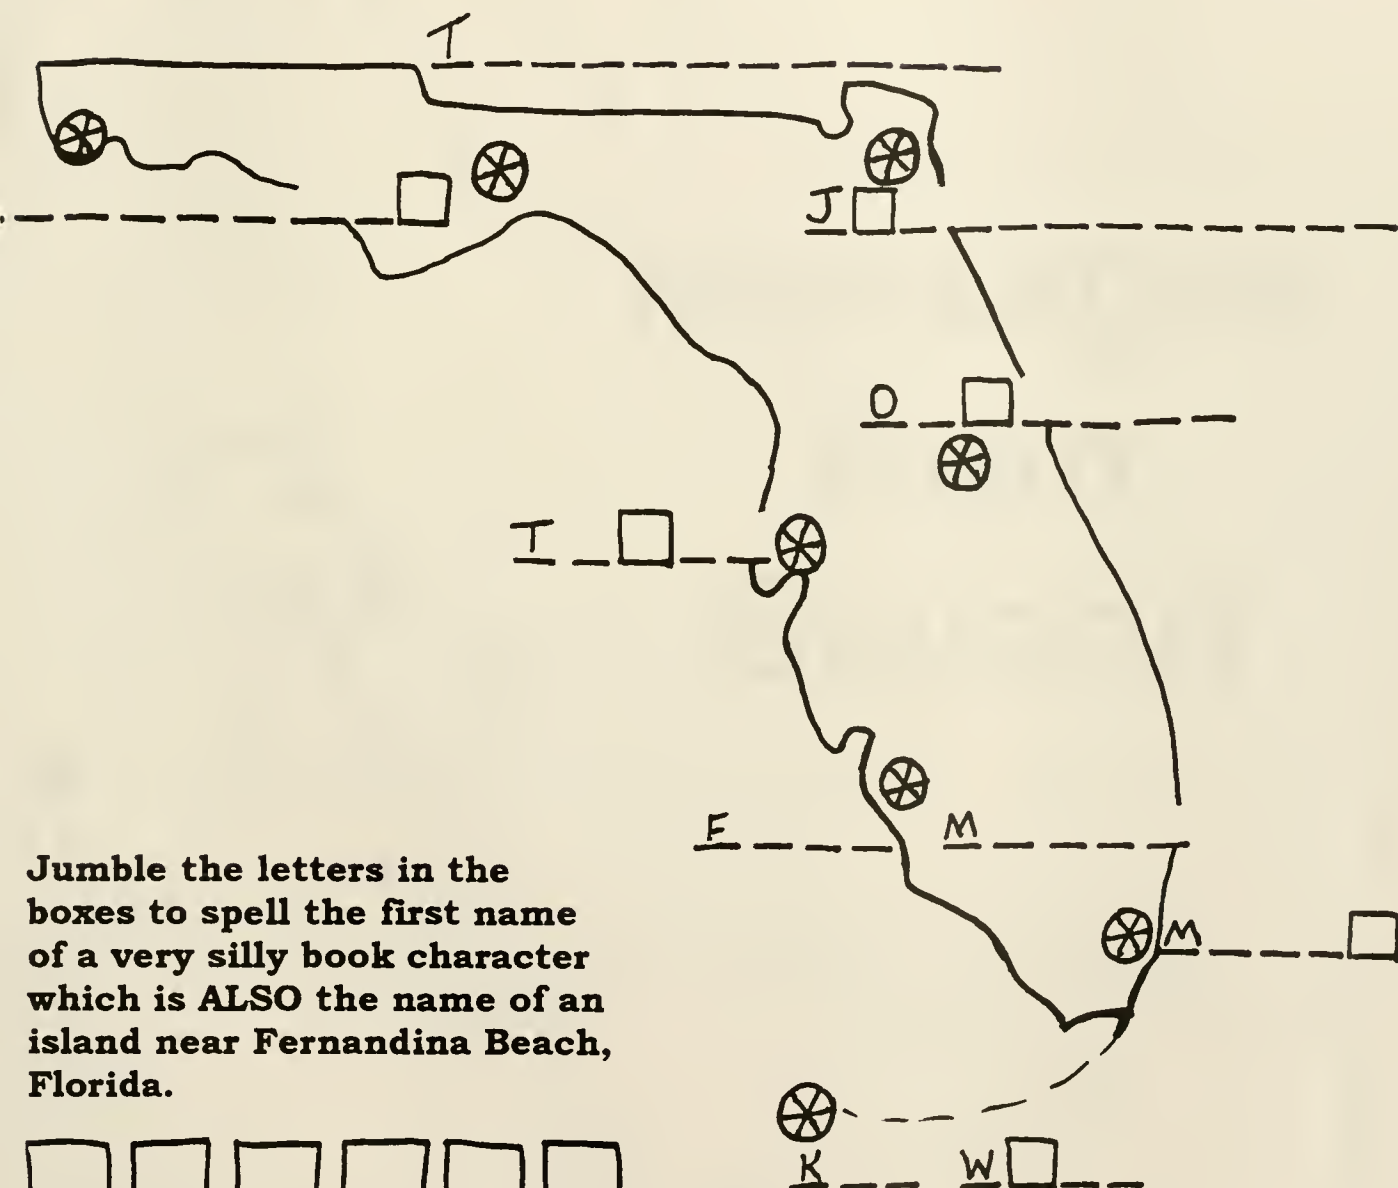 T
J
O
T
F M
M
Jumble the letters in the
boxes to spell the first name
of a very silly book character
which is ALSO the name of an
island near Fernandina Beach,
Florida.
K W